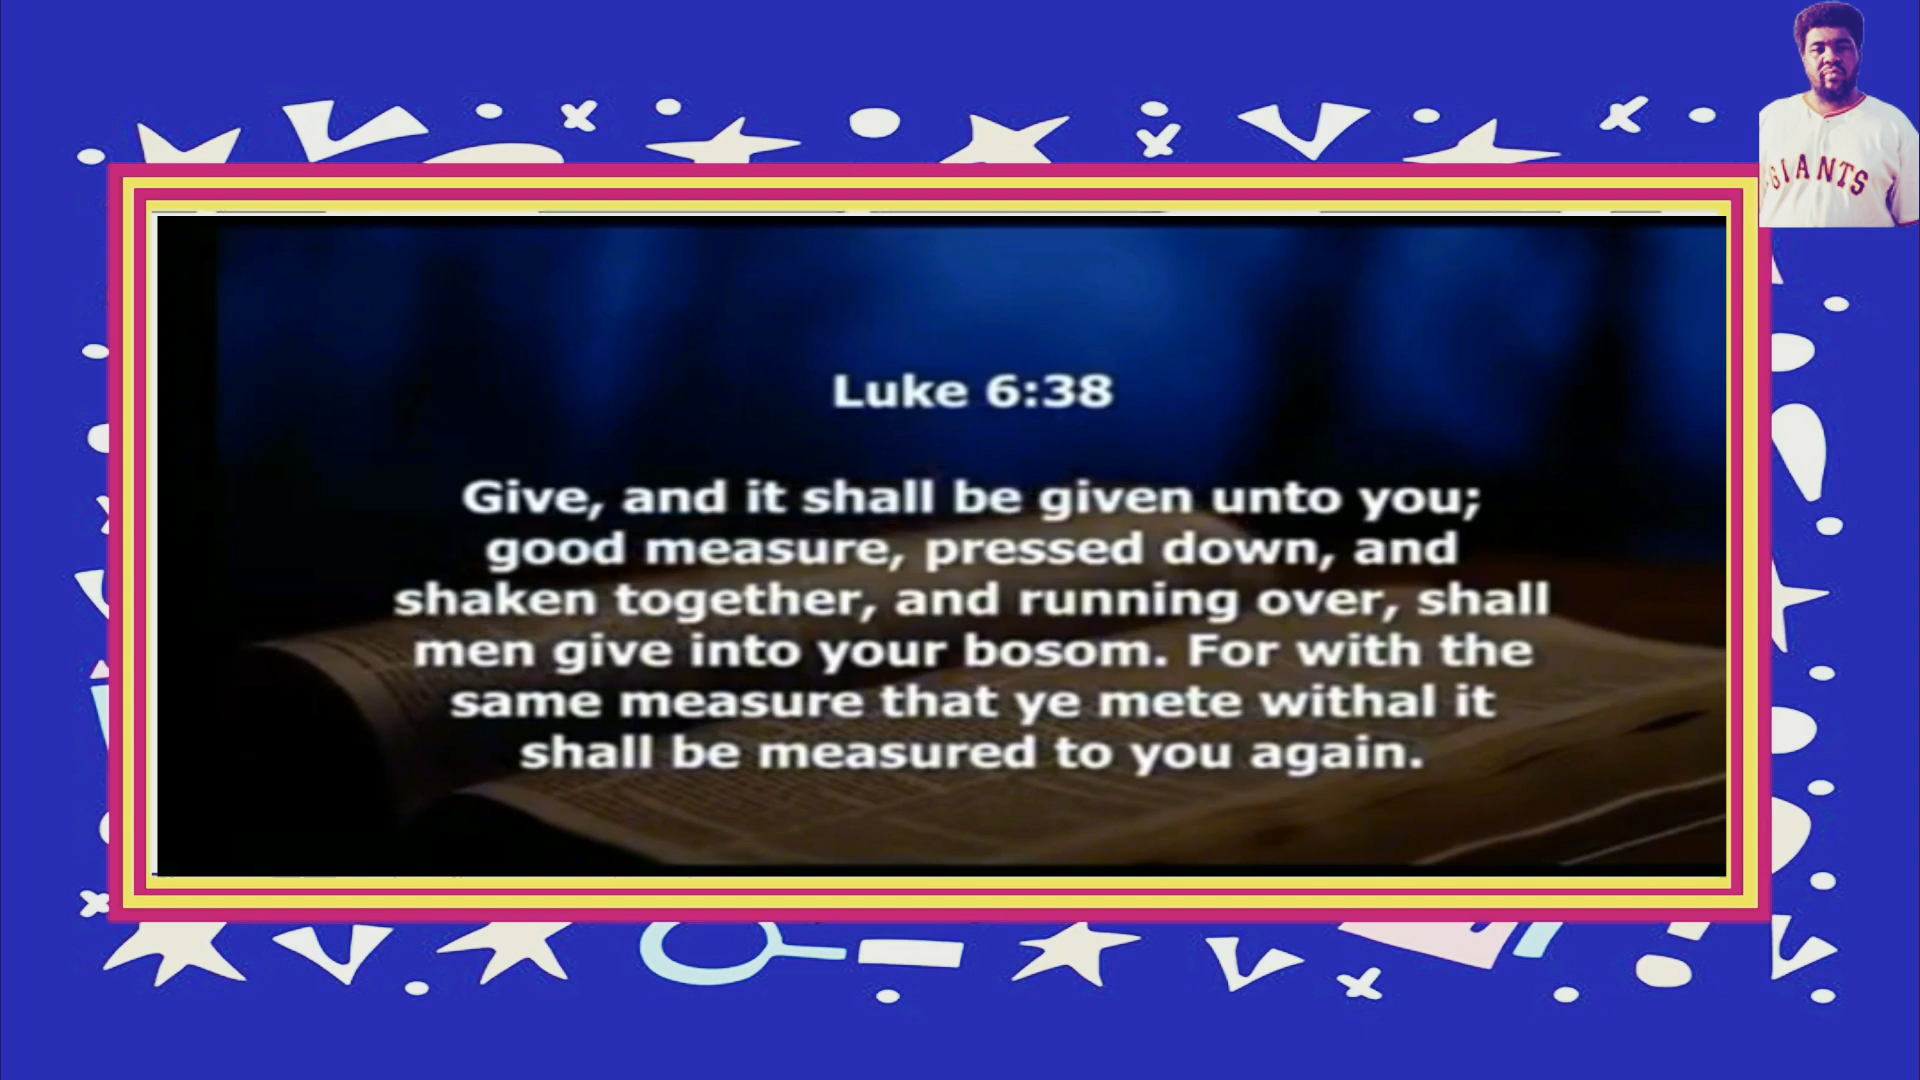 GIANTS
Luke 6:38
Give, and it shall be given unto you;
good measure, pressed down, and
shaken together, and running over, shall
men give into your bosom. For with the
same measure that ye mete withal it
shall be measured to you again.